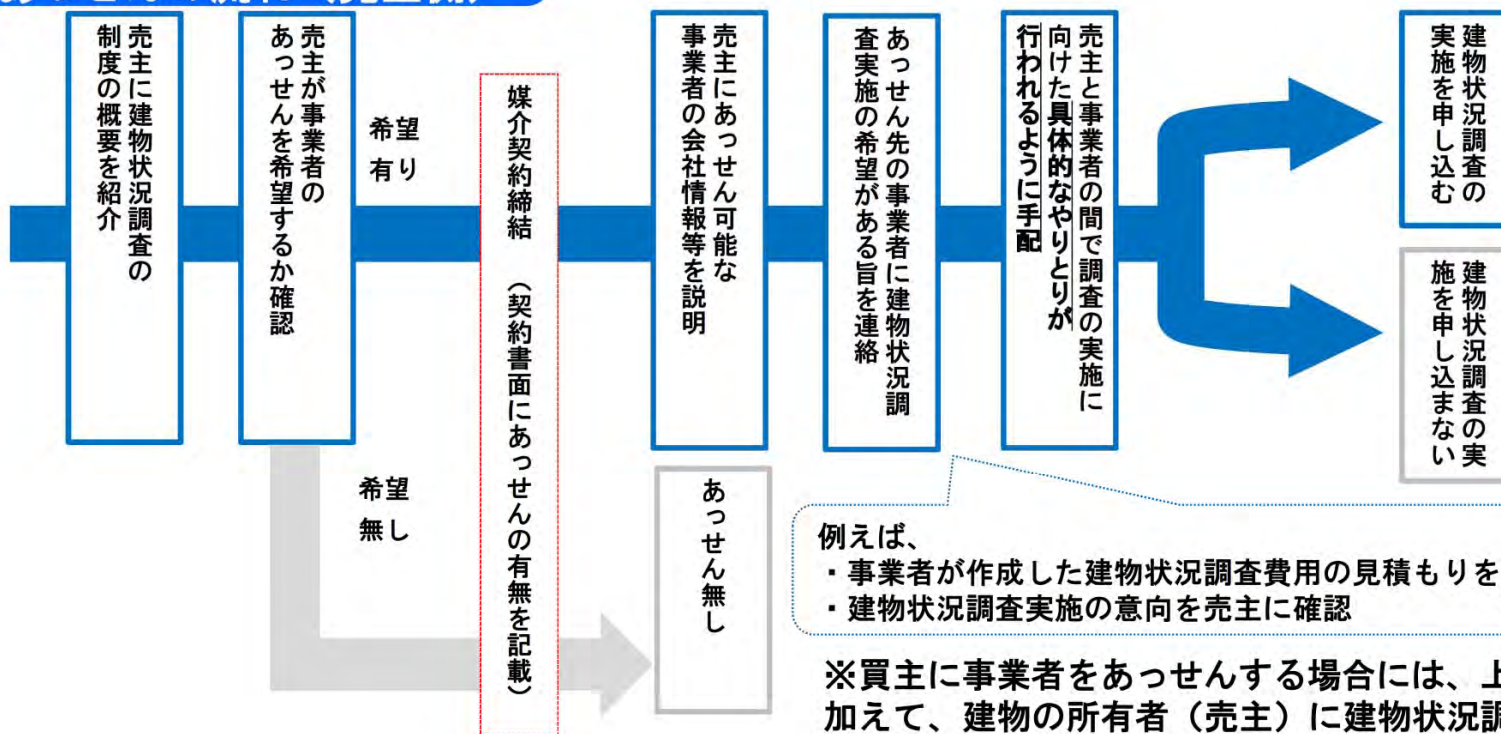 売主に建物状況調査の
制度の概要を紹介
売主が事業者の
あっせんを希望するか確認
希望
有り
希望
無し
媒介契約締結　（契約書面にあっせんの有無を記載）
売主にあっせん可能な
事業者の会社情報等を説明
あっせん無し
あっせん先の事業者に建物状況調
査実施の希望がある旨を連絡
売主と事業者の間で調査の実施に
向けた具体的なやりとりが
行われるように手配
建物状況調査の
実施を申し込む
建物状況調査の実
施を申し込まない
例えば、
・事業者が作成した建物状況調査費用の見積もりを
・建物状況調査実施の意向を売主に確認
※買主に事業者をあっせんする場合には、上
加えて、建物の所有者（売主）に建物状況調